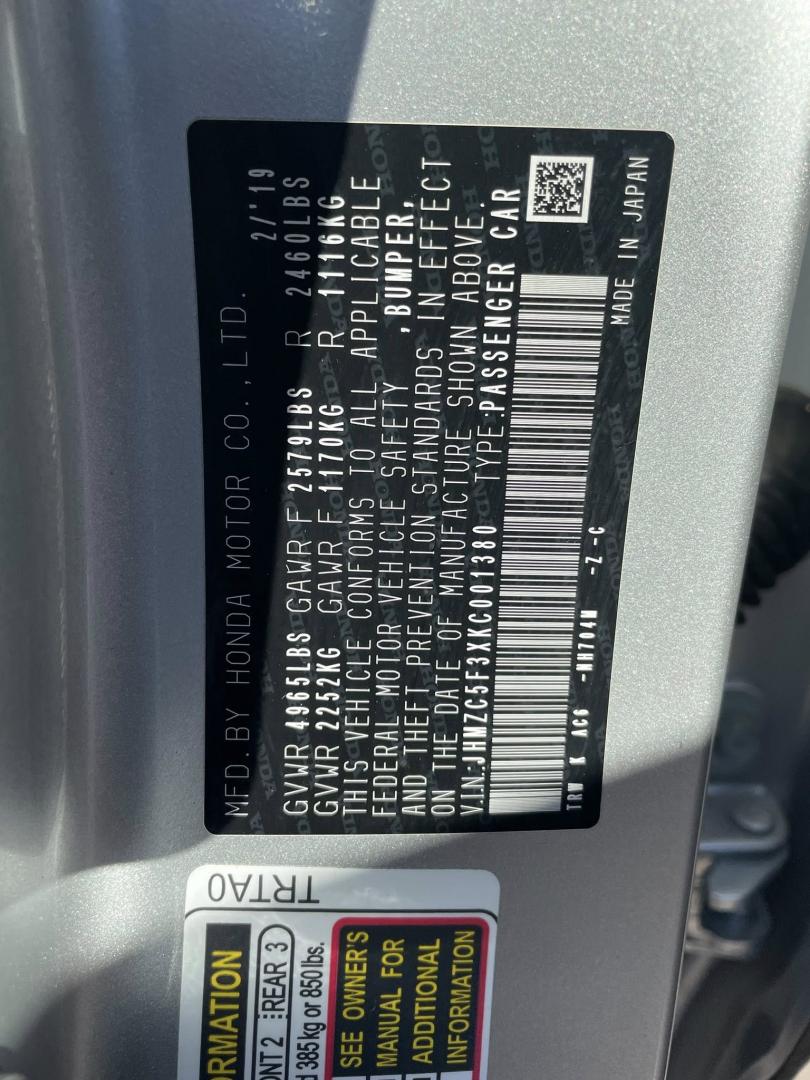 MFD. BY HONDA MOTOR CO., LTD. 2/'19
GVWR 4965LBS GAWR F 2579LBS R 2460LBS
GVWR 2252KG GAWR F 1170KG R 1116KG
THIS VEHICLE CONFORMS TO ALL APPLICABLE
FEDERAL MOTOR VEHICLE SAFETY ,BUMPER,
AND THEFT PREVENTION STANDARDS IN EFFECT
ON THE DATE OF MANUFACTURE SHOWN ABOVE.
V.I.N:JHMZC5F3XKC001380 TYPE:PASSENGER CAR
TRW K AC6 -NH704M -Z -C
MADE IN JAPAN
TRTA0
ORMATION
ONT 2 REAR 3
d 385 kg or 850 lbs.
SEE OWNER'S
MANUAL FOR
ADDITIONAL
INFORMATION